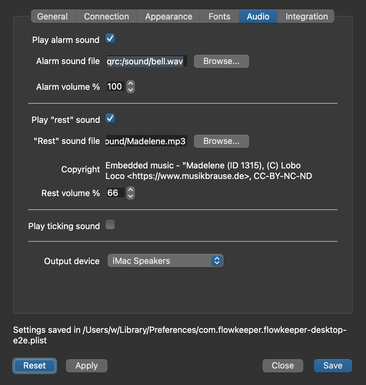 General Connection Appearance Fonts Audio Integration
Play alarm sound
Alarm sound file qrc:/sound/bell.wav Browse...
Alarm volume % 100
Play "rest" sound
"Rest" sound file ound/Madelene.mp3 Browse...
Copyright Embedded music - "Madelene (ID 1315), (C) Lobo
Loco <https://www.musikbrause.de>, CC-BY-NC-ND
Rest volume % 66
Play ticking sound
Output device iMac Speakers
Settings saved in /Users/w/Library/Preferences/com.flowkeeper.flowkeeper-desktop-
e2e.plist
Reset Apply Close Save